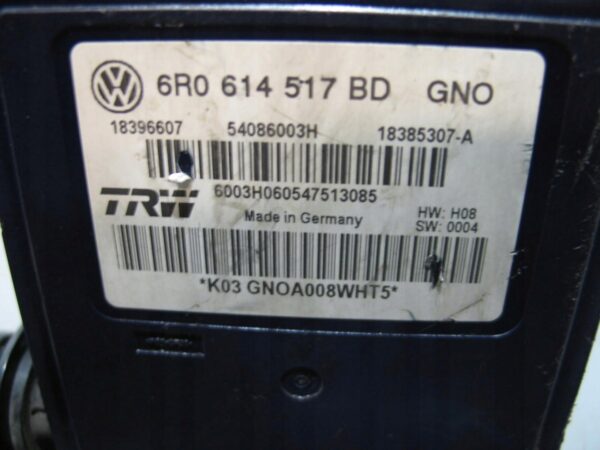 VW 6R0 614 517 BD GNO
18396607 54086003H 18385307-A
TRW 6003H060547513085
Made in Germany
HW: H08
SW: 0004
*K03 GNOA008WHT5*